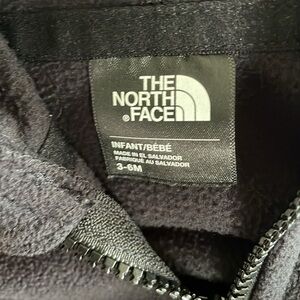 THE
NORTH
®FACE
INFANT/BÉBÉ
MADE IN EL SALVADOR
FABRIQUÉ AU SALVADOR
3-6M